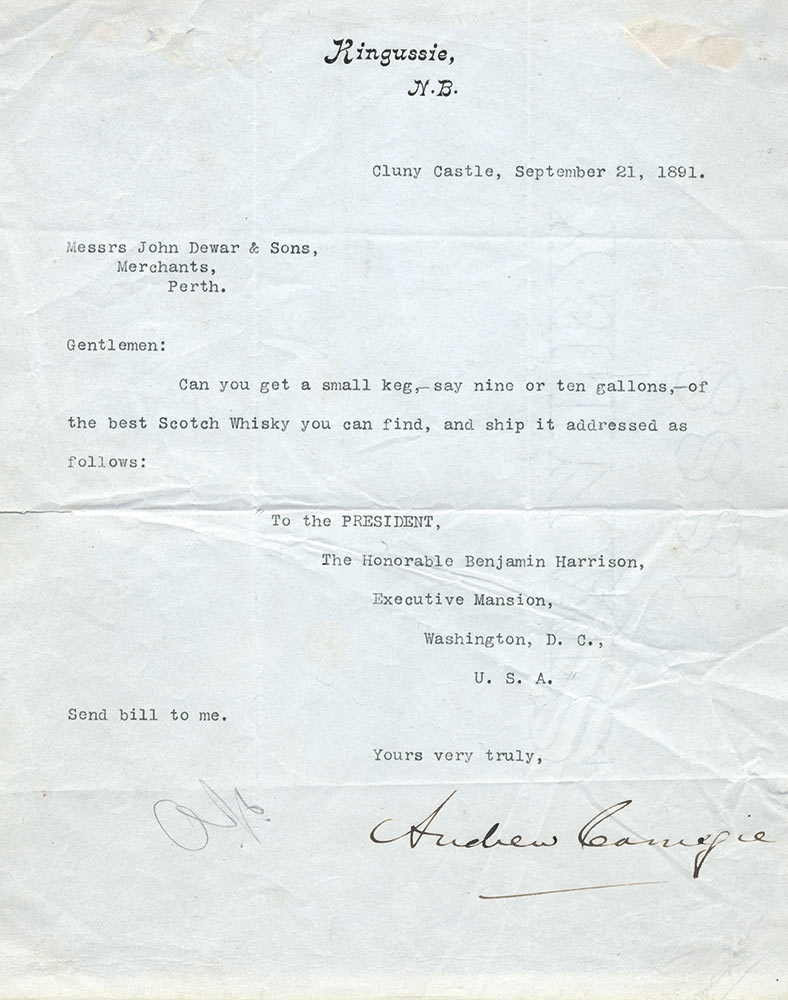 Kingussie,
N.B.
Cluny Castle, September 21, 1891.
Messrs John Dewar & Sons,
Merchants,
Perth.
Gentlemen:
Can you get a small keg,—say nine or ten gallons,—of
the best Scotch Whisky you can find, and ship it addressed as
follows:
To the PRESIDENT,
The Honorable Benjamin Harrison,
Executive Mansion,
Washington, D. C.,
U. S. A.
Send bill to me.
Yours very truly,
Andrew Carnegie